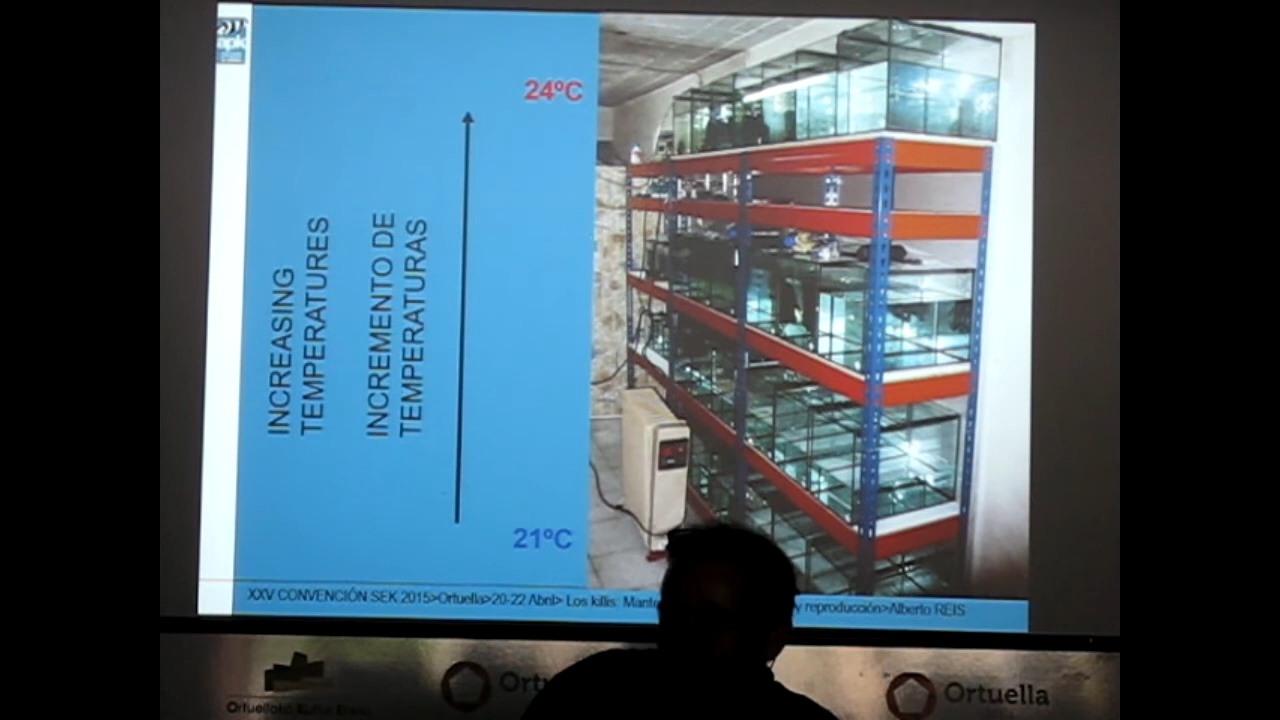 apk
24ºC
INCREASING
TEMPERATURES
INCREMENTO DE
TEMPERATURAS
21ºC
XXV CONVENCIÓN SEK 2015>Ortuella>20-22 Abril> Los killis: y reproducción>Alberto REIS
Ortuella